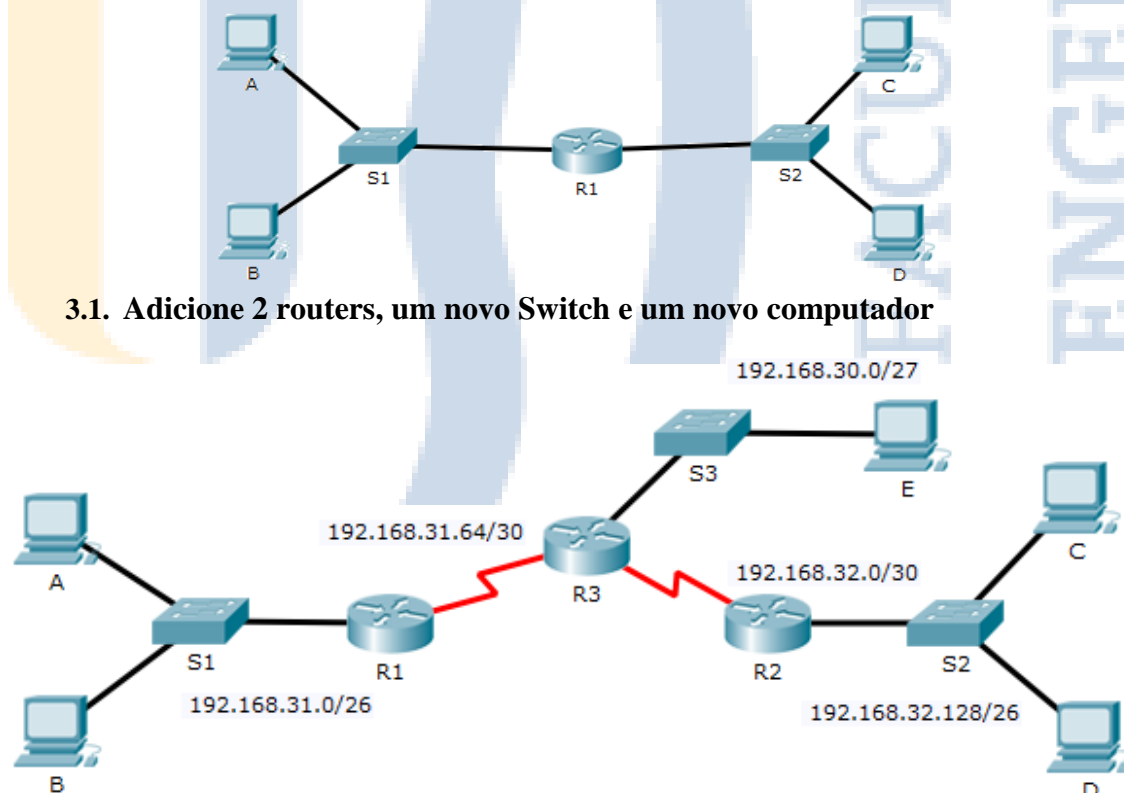 A
C
S1
R1
S2
B
D
3.1. Adicione 2 routers, um novo Switch e um novo computador
192.168.30.0/27
S3
E
192.168.31.64/30
C
A
R3
192.168.32.0/30
S1
R1
R2
S2
192.168.31.0/26
192.168.32.128/26
B
D